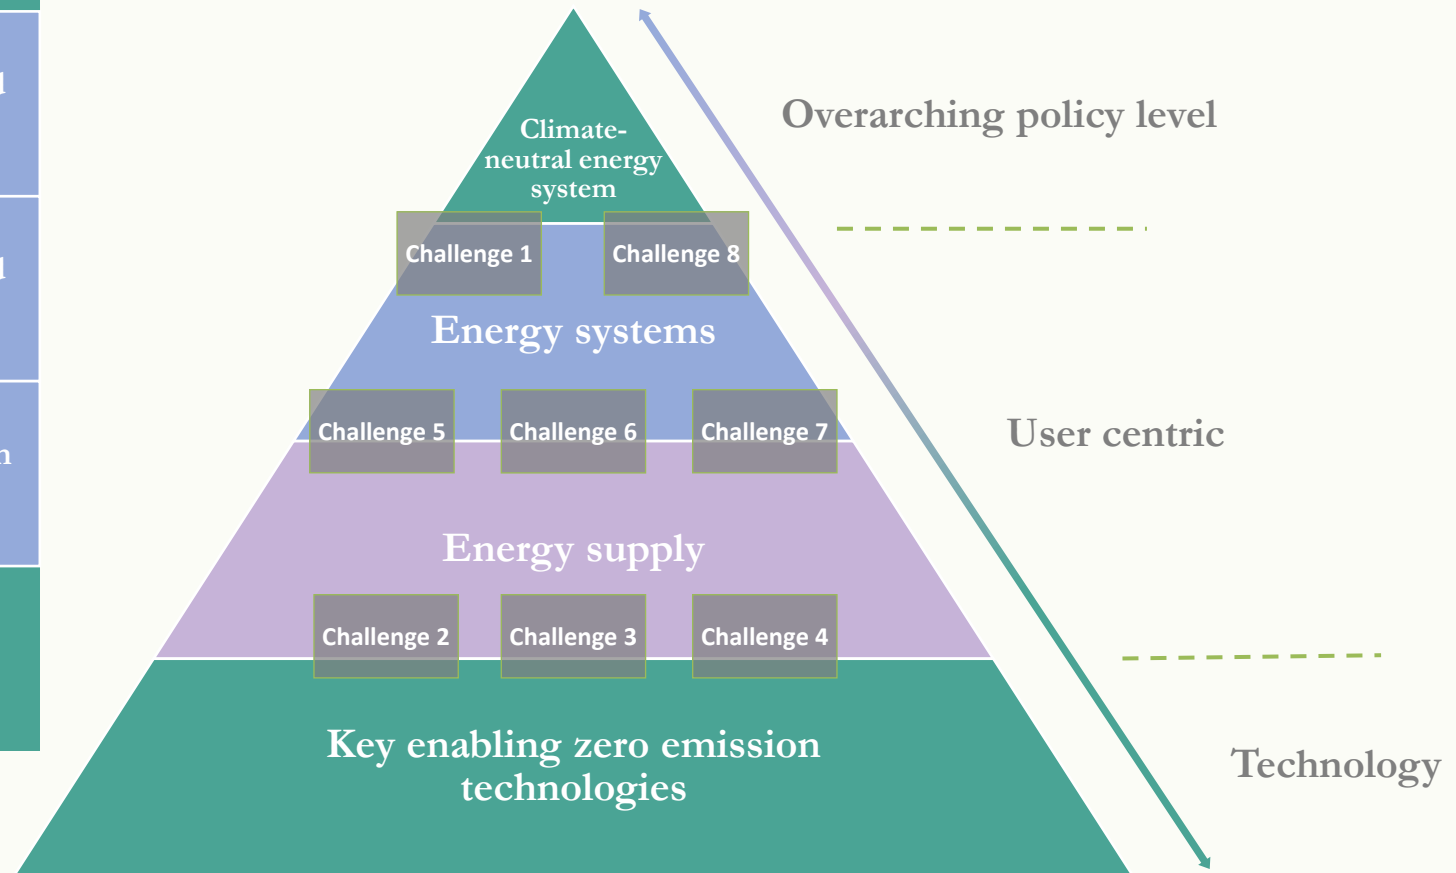 Climate-
neutral energy
system
Overarching policy level
Challenge 1
Challenge 8
Energy systems
Challenge 5
Challenge 6
Challenge 7
User centric
Energy supply
Challenge 2
Challenge 3
Challenge 4
Key enabling zero emission
technologies
Technology